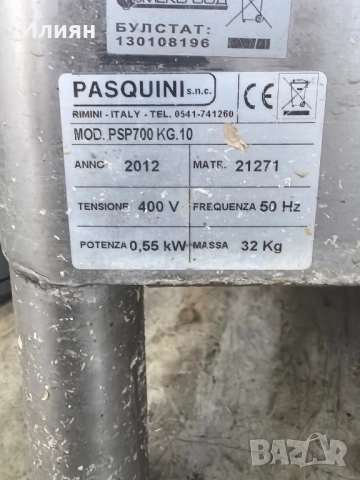 Илиян
БУЛСТАТ:
130108196
PASQUINI s.n.c.
CE
RIMINI - ITALY - TEL. 0541-741260
MOD. PSP700 KG.10
ANNO 2012 MATR. 21271
TENSIONE 400 V FREQUENZA 50 Hz
POTENZA 0,55 kW MASSA 32 Kg
BAZAR